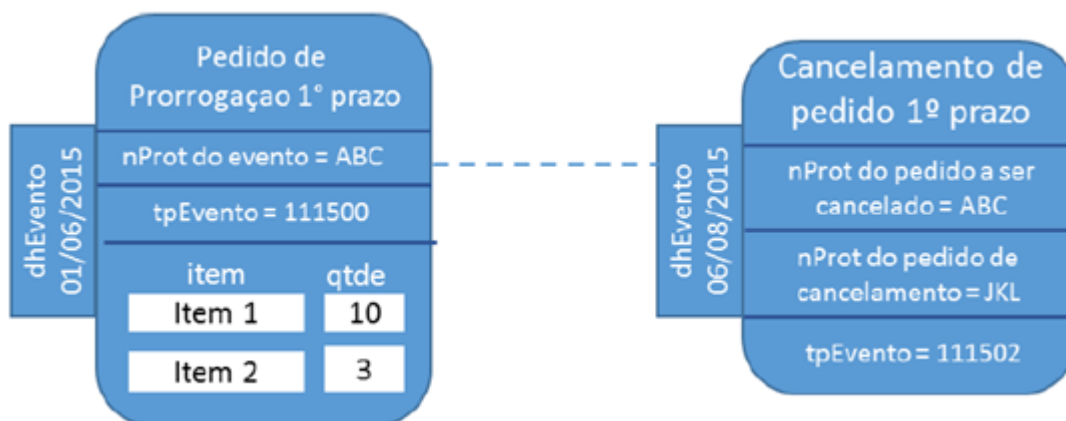 dhEvento
01/06/2015
Pedido de
Prorrogaçao 1° prazo
nProt do evento = ABC
tpEvento = 111500
item qtde
Item 1 10
Item 2 3
dhEvento
06/08/2015
Cancelamento de
pedido 1º prazo
nProt do pedido a ser
cancelado = ABC
nProt do pedido de
cancelamento = JKL
tpEvento = 111502